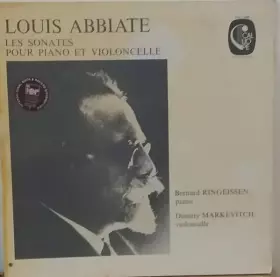 LOUIS ABBIATE
LES SONATES
POUR PIANO ET VIOLONCELLE
Bernard RINGEISSEN
piano
Dimitry MARKEVITCH
violoncelle